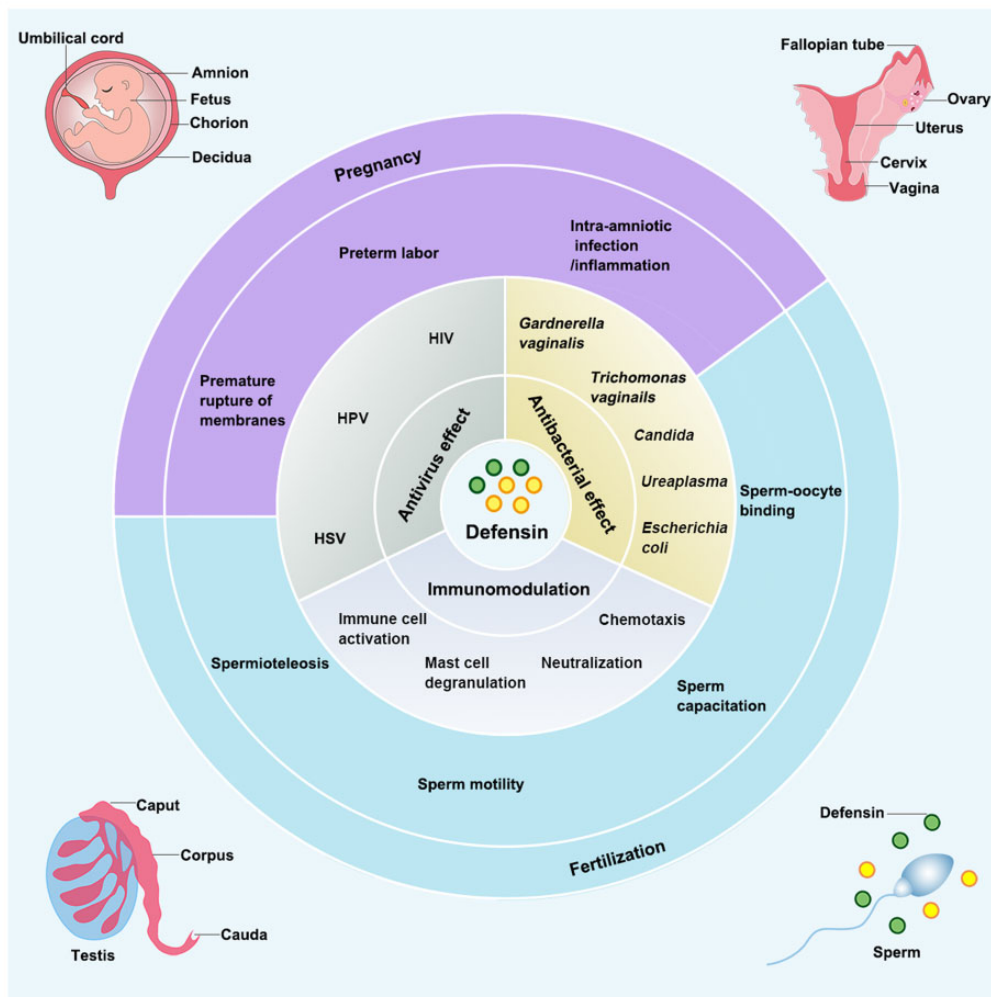 Umbilical cord
Amnion
Fetus
Chorion
Decidua
Fallopian tube
Ovary
Uterus
Cervix
Vagina
Pregnancy
Preterm labor
Intra-amniotic
infection
/inflammation
Premature
rupture of
membranes
HIV
HPV
HSV
Antivirus effect
Gardnerella
vaginalis
Trichomonas
vaginails
Candida
Ureaplasma
Escherichia
coli
Antibacterial effect
Defensin
Immunomodulation
Immune cell
activation
Mast cell
degranulation
Neutralization
Chemotaxis
Sperm-oocyte
binding
Sperm
capacitation
Spermioteleosis
Sperm motility
Fertilization
Caput
Corpus
Cauda
Testis
Defensin
Sperm